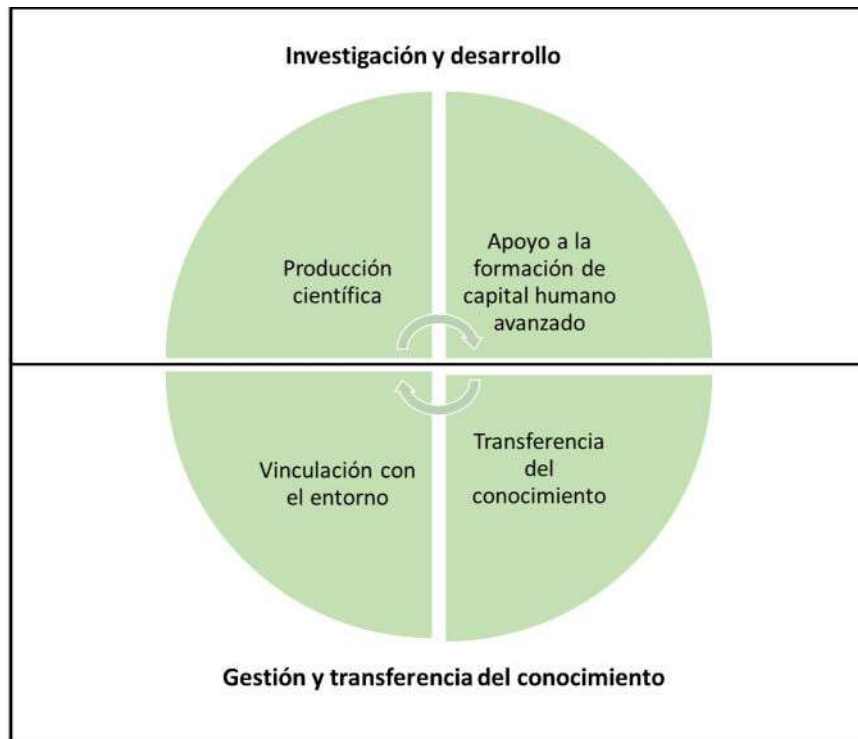 Investigación y desarrollo
Producción
científica
Apoyo a la
formación de
capital humano
avanzado
Vinculación con
el entorno
Transferencia
del
conocimiento
Gestión y transferencia del conocimiento